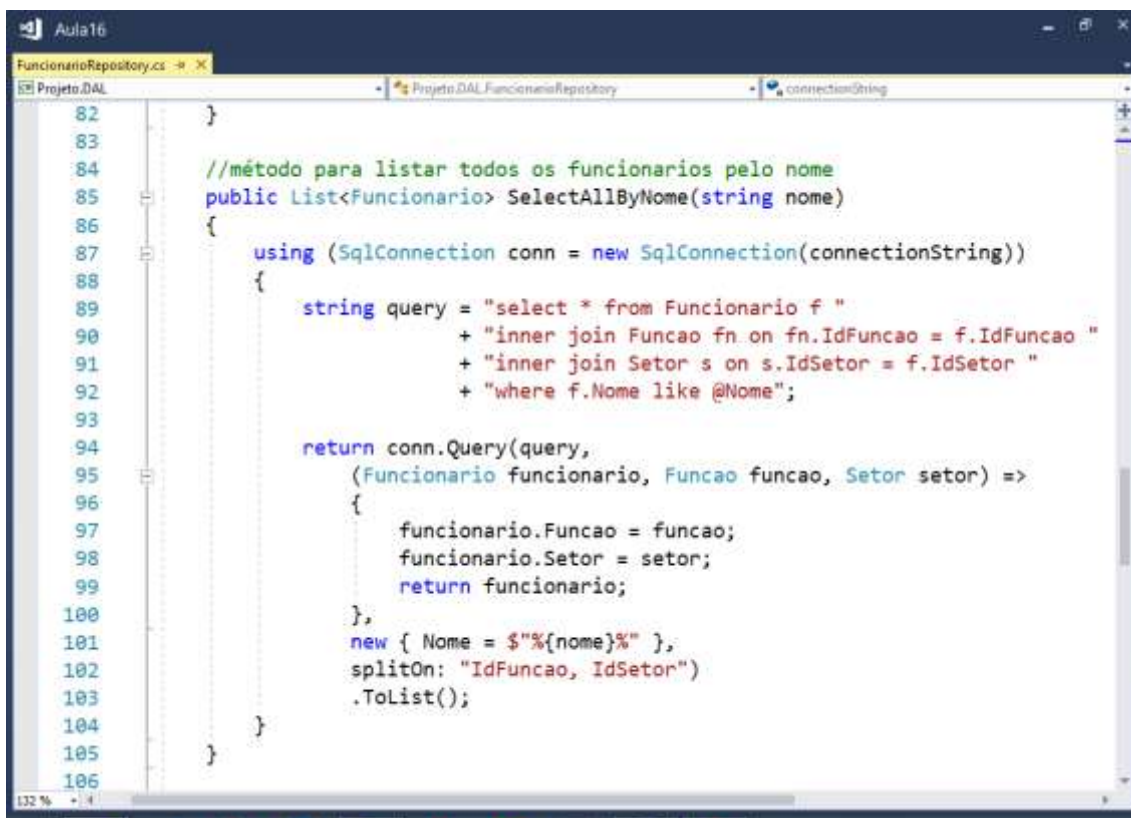 Aula16
FuncionarioRepository.cs
Projeto.DAL
Projeto.DAL.FuncionarioRepository
connectionString
82 }
83
84 //método para listar todos os funcionarios pelo nome
85 public List<Funcionario> SelectAllByNome(string nome)
86 {
87 using (SqlConnection conn = new SqlConnection(connectionString))
88 {
89 string query = "select * from Funcionario f "
90 + "inner join Funcao fn on fn.IdFuncao = f.IdFuncao "
91 + "inner join Setor s on s.IdSetor = f.IdSetor "
92 + "where f.Nome like @Nome";
93
94 return conn.Query(query,
95 (Funcionario funcionario, Funcao funcao, Setor setor) =>
96 {
97 funcionario.Funcao = funcao;
98 funcionario.Setor = setor;
99 return funcionario;
100 },
101 new { Nome = $"%{nome}%" },
102 splitOn: "IdFuncao, IdSetor")
103 .ToList();
104 }
105 }
106
132 %